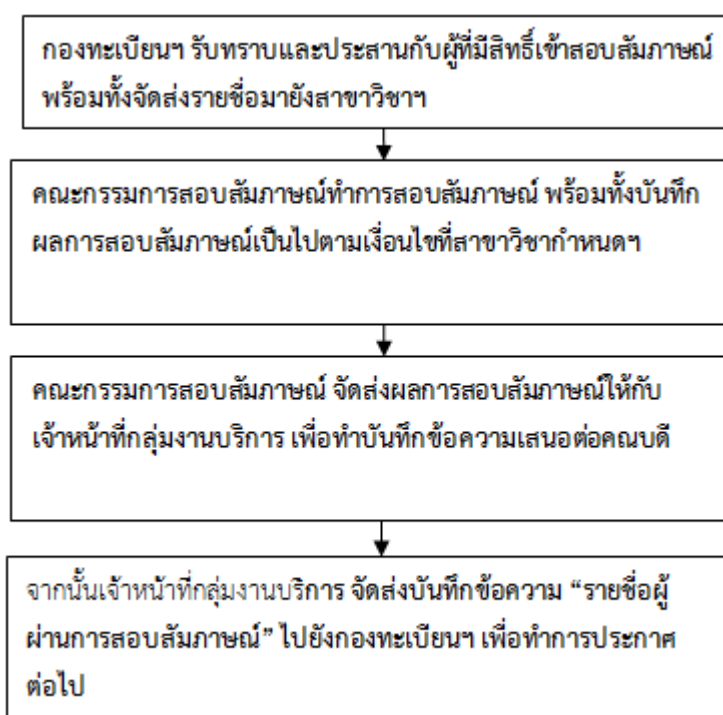 กองทะเบียนฯ รับทราบและประสานกับผู้ที่มีสิทธิ์เข้าสอบสัมภาษณ์
พร้อมทั้งจัดส่งรายชื่อมายังสาขาวิชาฯ
คณะกรรมการสอบสัมภาษณ์ทำการสอบสัมภาษณ์ พร้อมทั้งบันทึก
ผลการสอบสัมภาษณ์เป็นไปตามเงื่อนไขที่สาขาวิชากำหนดฯ
คณะกรรมการสอบสัมภาษณ์ จัดส่งผลการสอบสัมภาษณ์ให้กับ
เจ้าหน้าที่กลุ่มงานบริการ เพื่อทำบันทึกข้อความเสนอต่อคณบดี
จากนั้นเจ้าหน้าที่กลุ่มงานบริการ จัดส่งบันทึกข้อความ “รายชื่อผู้
ผ่านการสอบสัมภาษณ์” ไปยังกองทะเบียนฯ เพื่อทำการประกาศ
ต่อไป